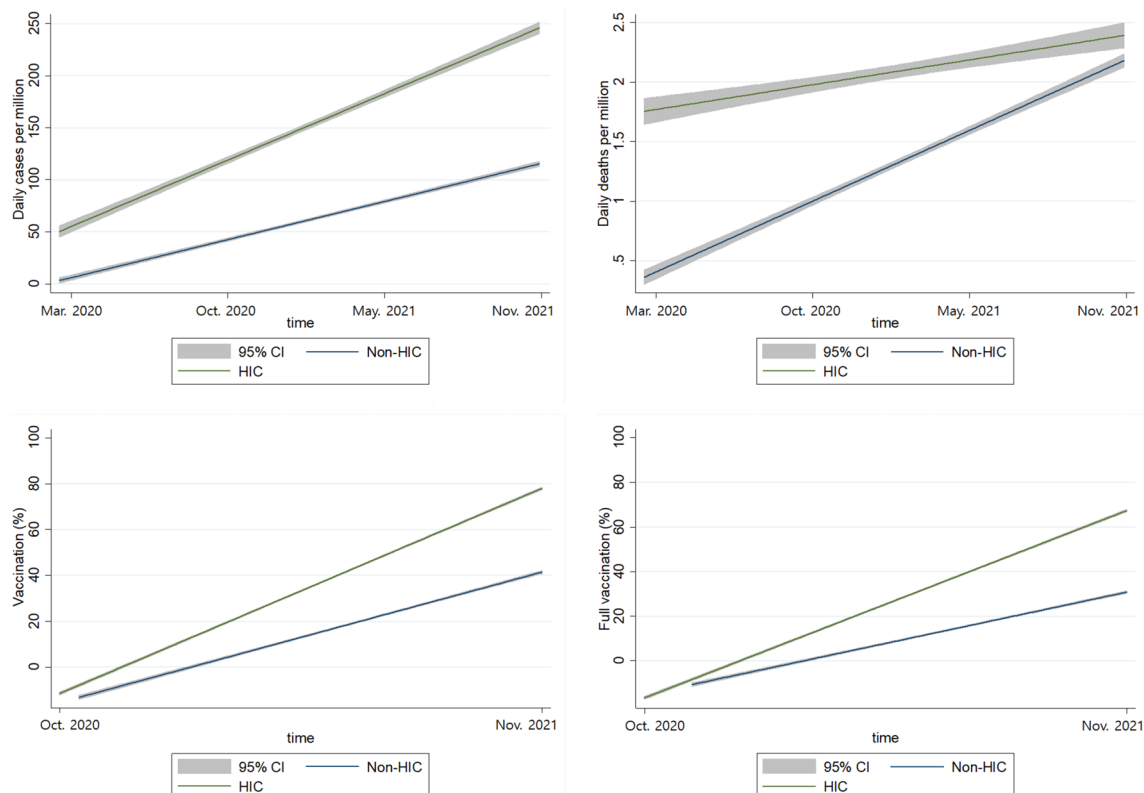 Daily cases per million
250
200
150
100
50
0
Mar. 2020
Oct. 2020
May. 2021
Nov. 2021
time
95% CI
Non-HIC
HIC
Daily deaths per million
2.5
2
1.5
1
.5
Mar. 2020
Oct. 2020
May. 2021
Nov. 2021
time
95% CI
Non-HIC
HIC
Vaccination (%)
100
80
60
40
20
0
Oct. 2020
Nov. 2021
time
95% CI
Non-HIC
HIC
Full vaccination (%)
100
80
60
40
20
0
Oct. 2020
Nov. 2021
time
95% CI
Non-HIC
HIC